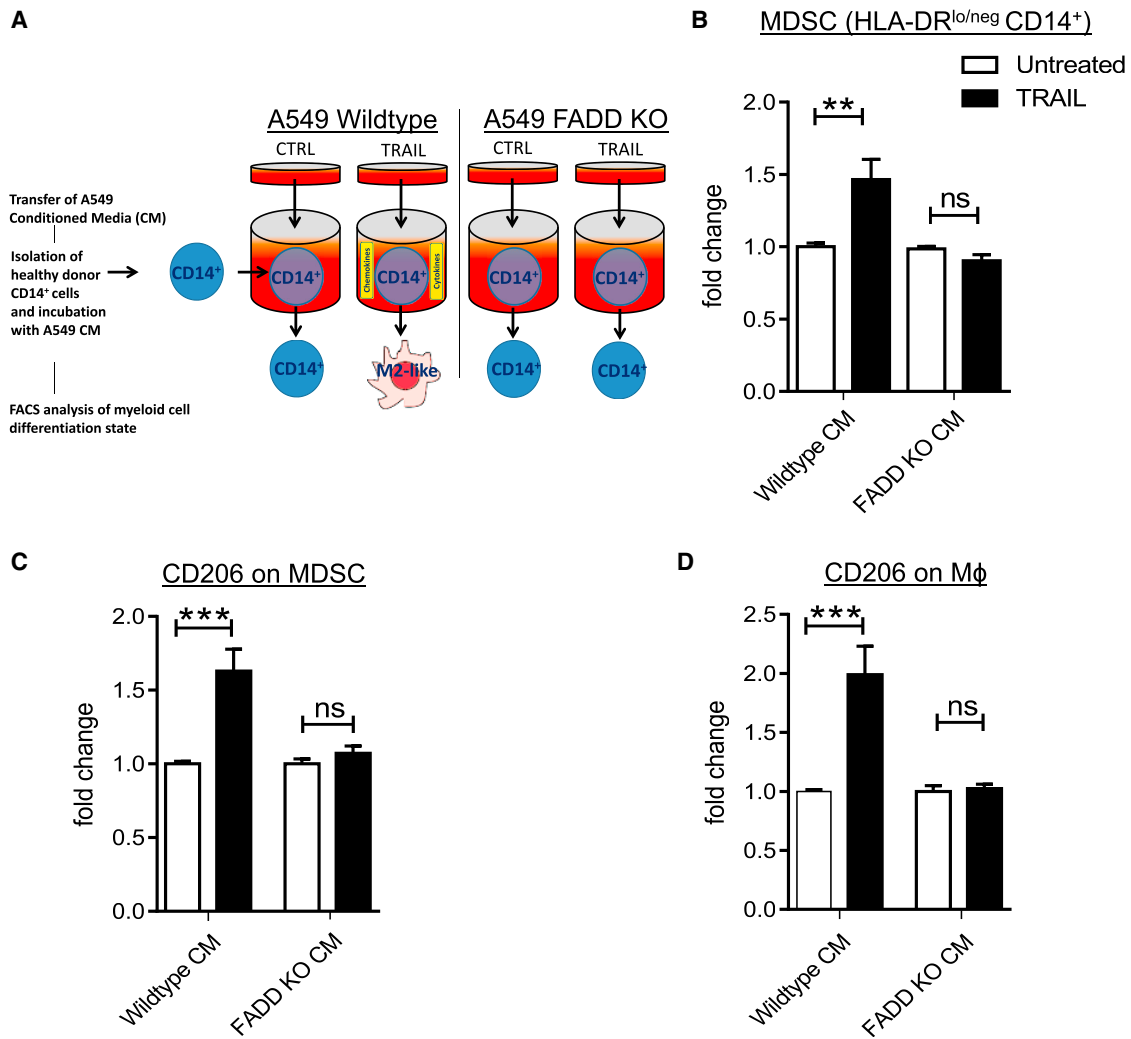 A
A549 Wildtype
A549 FADD KO
CTRL
TRAIL
CTRL
TRAIL
Transfer of A549
Conditioned Media (CM)
Isolation of
healthy donor
CD14+ cells
and incubation
with A549 CM
FACS analysis of myeloid cell
differentiation state
CD14+
CD14+
Chemokines
CD14+
Cytokines
CD14+
CD14+
CD14+
M2-like
CD14+
CD14+
B
MDSC (HLA-DRlo/neg CD14+)
Untreated
TRAIL
fold change
2.0
1.5
1.0
0.5
0.0
**
ns
Wildtype CM
FADD KO CM
C
CD206 on MDSC
fold change
2.0
1.5
1.0
0.5
0.0
***
ns
Wildtype CM
FADD KO CM
D
CD206 on Mϕ
fold change
2.5
2.0
1.5
1.0
0.5
0.0
***
ns
Wildtype CM
FADD KO CM